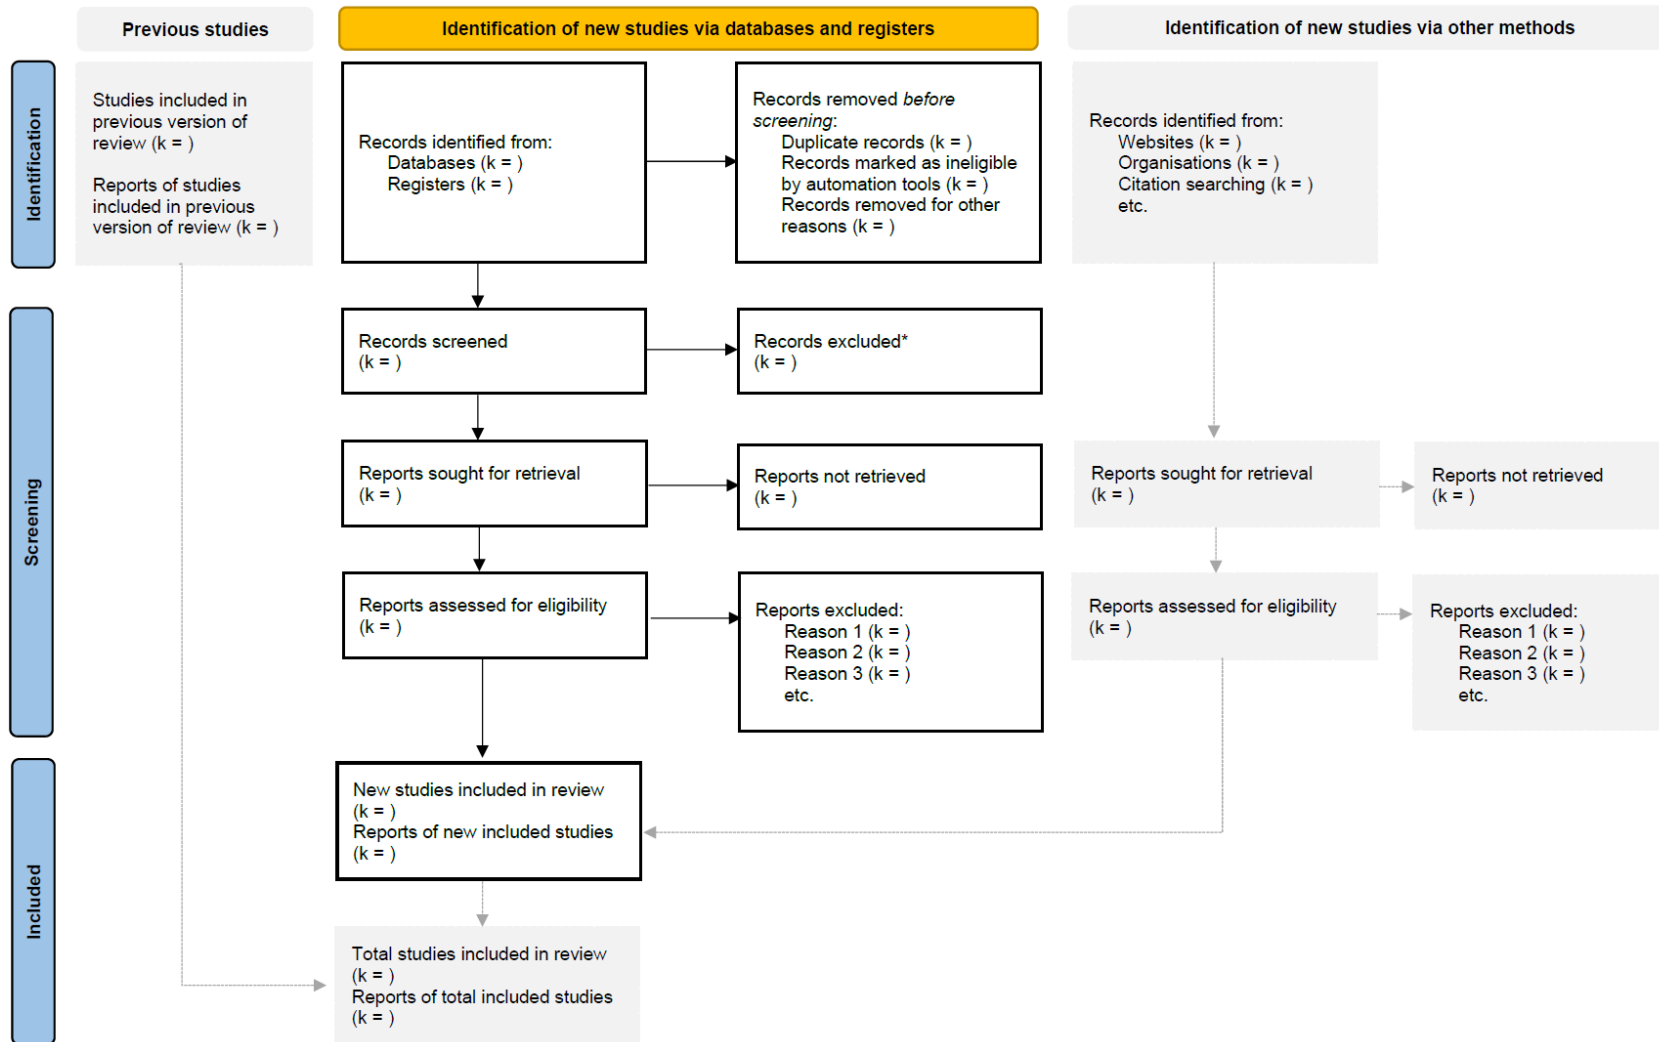 Previous studies
Identification of new studies via databases and registers
Identification of new studies via other methods
Identification
Studies included in
previous version of
review (k = )
Reports of studies
included in previous
version of review (k = )
Records identified from:
Databases (k = )
Registers (k = )
Records removed before
screening:
Duplicate records (k = )
Records marked as ineligible
by automation tools (k = )
Records removed for other
reasons (k = )
Records identified from:
Websites (k = )
Organisations (k = )
Citation searching (k = )
etc.
Screening
Records screened
(k = )
Records excluded*
(k = )
Reports sought for retrieval
(k = )
Reports not retrieved
(k = )
Reports sought for retrieval
(k = )
Reports not retrieved
(k = )
Reports assessed for eligibility
(k = )
Reports excluded:
Reason 1 (k = )
Reason 2 (k = )
Reason 3 (k = )
etc.
Reports assessed for eligibility
(k = )
Reports excluded:
Reason 1 (k = )
Reason 2 (k = )
Reason 3 (k = )
etc.
Included
New studies included in review
(k = )
Reports of new included studies
(k = )
Total studies included in review
(k = )
Reports of total included studies
(k = )